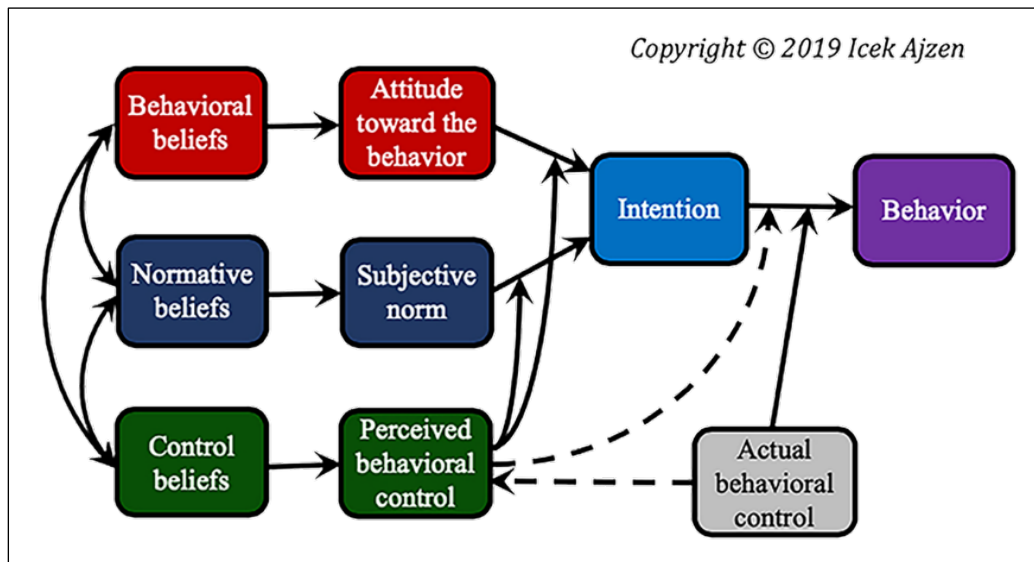 Copyright © 2019 Icek Ajzen
Behavioral
beliefs
Attitude
toward the
behavior
Intention
Behavior
Normative
beliefs
Subjective
norm
Control
beliefs
Perceived
behavioral
control
Actual
behavioral
control